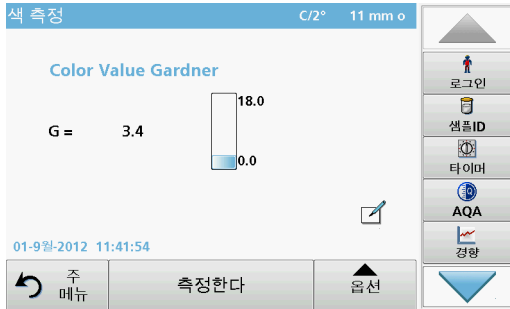 색 측정 C/2° 11 mm o
Color Value Gardner
18.0
G = 3.4
0.0
01-9월-2012 11:41:54
주 메뉴
측정한다
옵션
로그인
샘플ID
타이머
AQA
경향